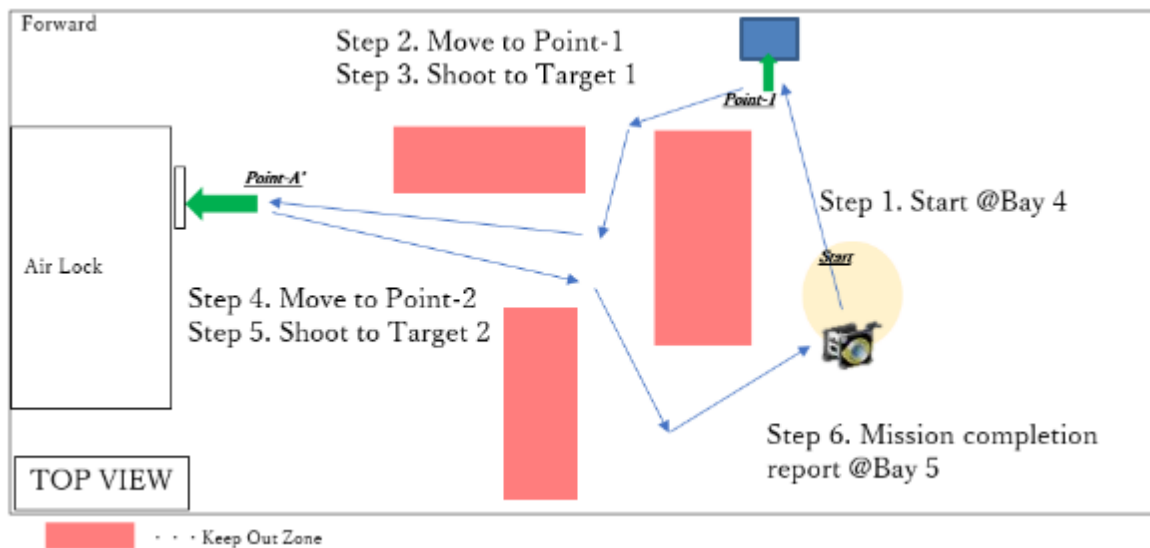 Forward
Step 2. Move to Point-1
Step 3. Shoot to Target 1
Point-1
Point-A'
Step 1. Start @Bay 4
Start
Air Lock
Step 4. Move to Point-2
Step 5. Shoot to Target 2
Step 6. Mission completion
report @Bay 5
TOP VIEW
・・・Keep Out Zone